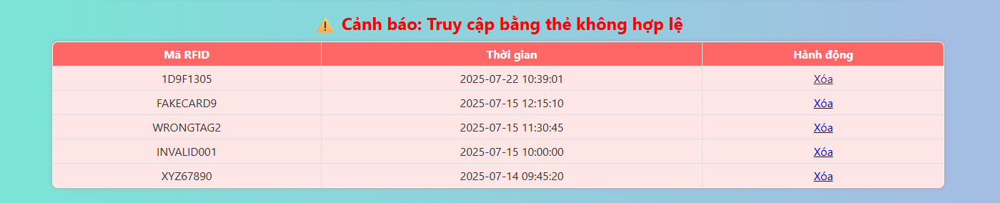 ⚠️ Cảnh báo: Truy cập bằng thẻ không hợp lệ
Mã RFID Thời gian Hành động
1D9F1305 2025-07-22 10:39:01 Xóa
FAKECARD9 2025-07-15 12:15:10 Xóa
WRONGTAG2 2025-07-15 11:30:45 Xóa
INVALID001 2025-07-15 10:00:00 Xóa
XYZ67890 2025-07-14 09:45:20 Xóa